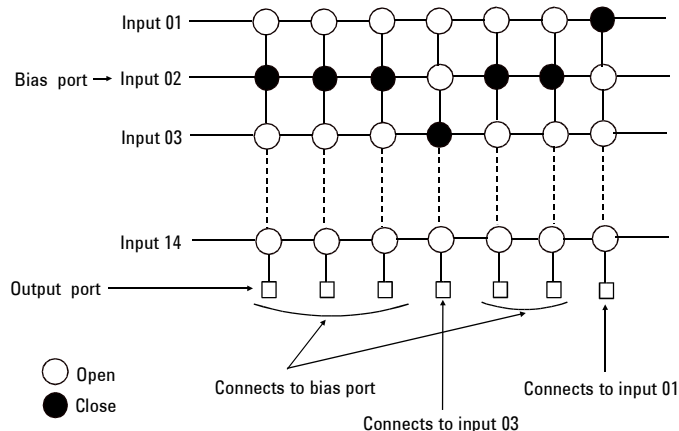 Input 01
Bias port
Input 02
Input 03
Input 14
Output port
Open
Close
Connects to bias port
Connects to input 03
Connects to input 01